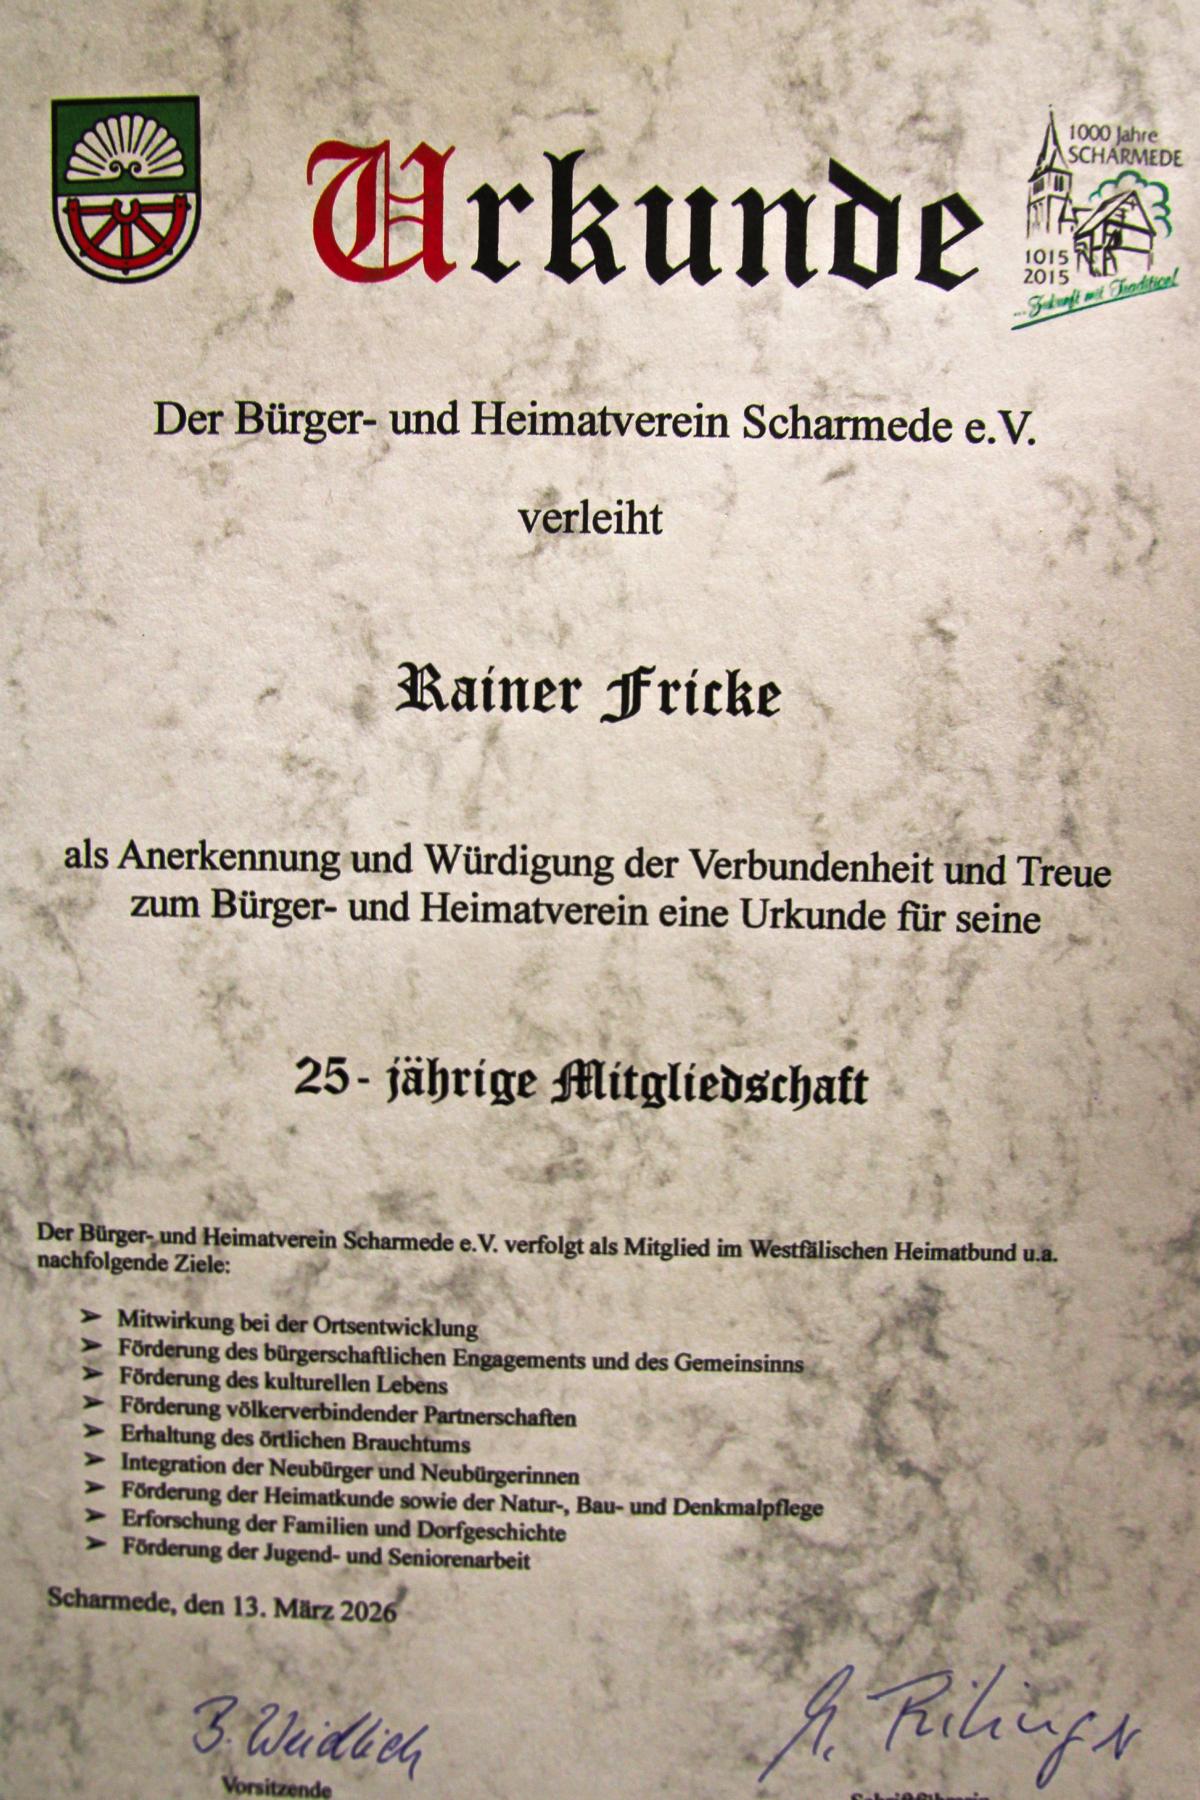 Urkunde
1000 Jahre
SCHARMEDE
1015
2015
...Zukunft mit Tradition!
Der Bürger- und Heimatverein Scharmede e.V.
verleiht
Rainer Fricke
als Anerkennung und Würdigung der Verbundenheit und Treue
zum Bürger- und Heimatverein eine Urkunde für seine
25- jährige Mitgliedschaft
Der Bürger- und Heimatverein Scharmede e.V. verfolgt als Mitglied im Westfälischen Heimatbund u.a.
nachfolgende Ziele:
➢ Mitwirkung bei der Ortsentwicklung
➢ Förderung des bürgerschaftlichen Engagements und des Gemeinsinns
➢ Förderung des kulturellen Lebens
➢ Förderung völkerverbindender Partnerschaften
➢ Erhaltung des örtlichen Brauchtums
➢ Integration der Neubürger und Neubürgerinnen
➢ Förderung der Heimatkunde sowie der Natur-, Bau- und Denkmalpflege
➢ Erforschung der Familien und Dorfgeschichte
➢ Förderung der Jugend- und Seniorenarbeit
Scharmede, den 13. März 2026
B. Weidlich
Vorsitzende